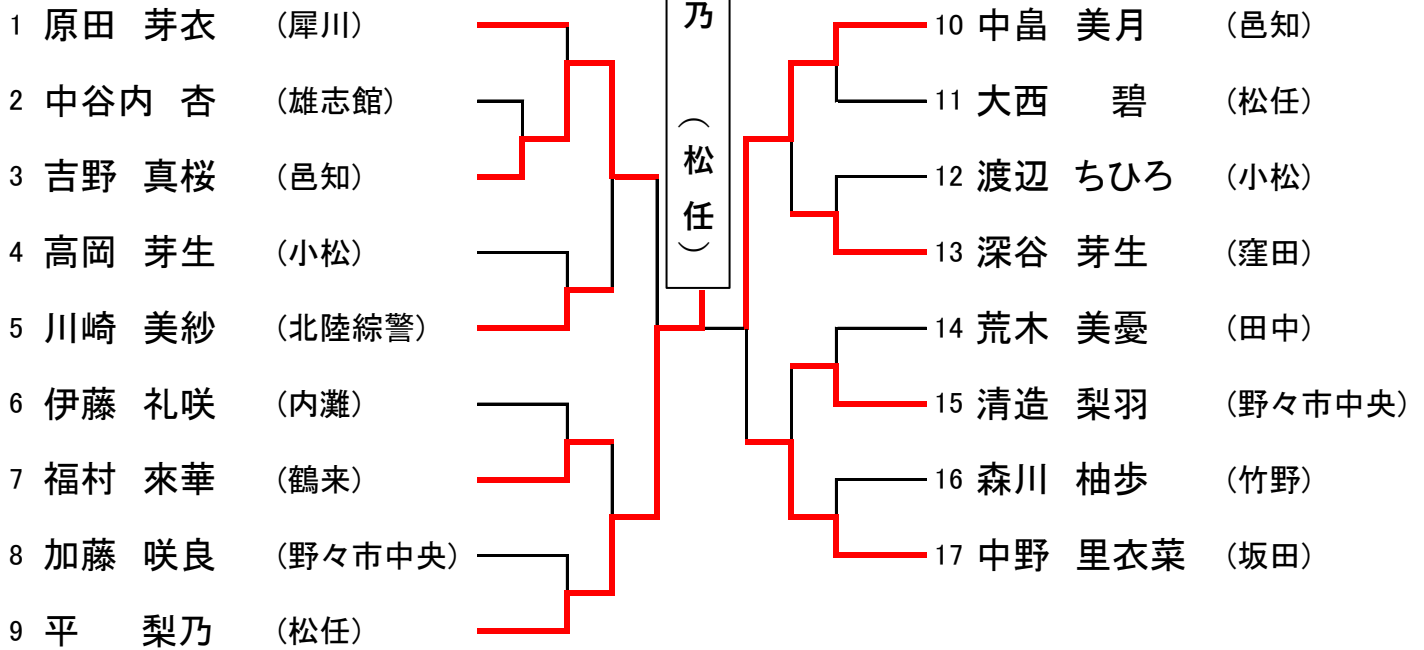 1 原田 芽衣 (犀川)
2 中谷内 杏 (雄志館)
3 吉野 真桜 (邑知)
4 高岡 芽生 (小松)
5 川崎 美紗 (北陸綜警)
6 伊藤 礼咲 (内灘)
7 福村 來華 (鶴来)
8 加藤 咲良 (野々市中央)
9 平 梨乃 (松任)
乃 (松任)
10 中畠 美月 (邑知)
11 大西 碧 (松任)
12 渡辺 ちひろ (小松)
13 深谷 芽生 (窪田)
14 荒木 美憂 (田中)
15 清造 梨羽 (野々市中央)
16 森川 柚歩 (竹野)
17 中野 里衣菜 (坂田)